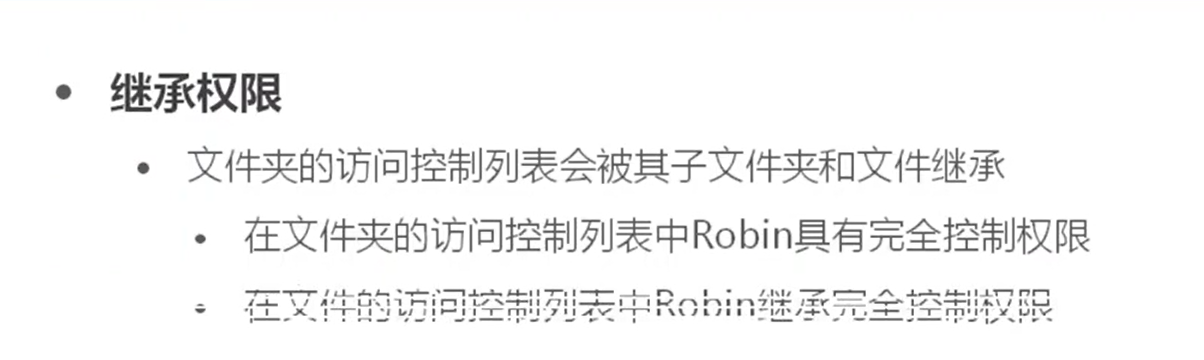 继承权限
文件夹的访问控制列表会被其子文件夹和文件继承
在文件夹的访问控制列表中Robin具有完全控制权限
在文件的访问控制列表中Robin继承完全控制权限